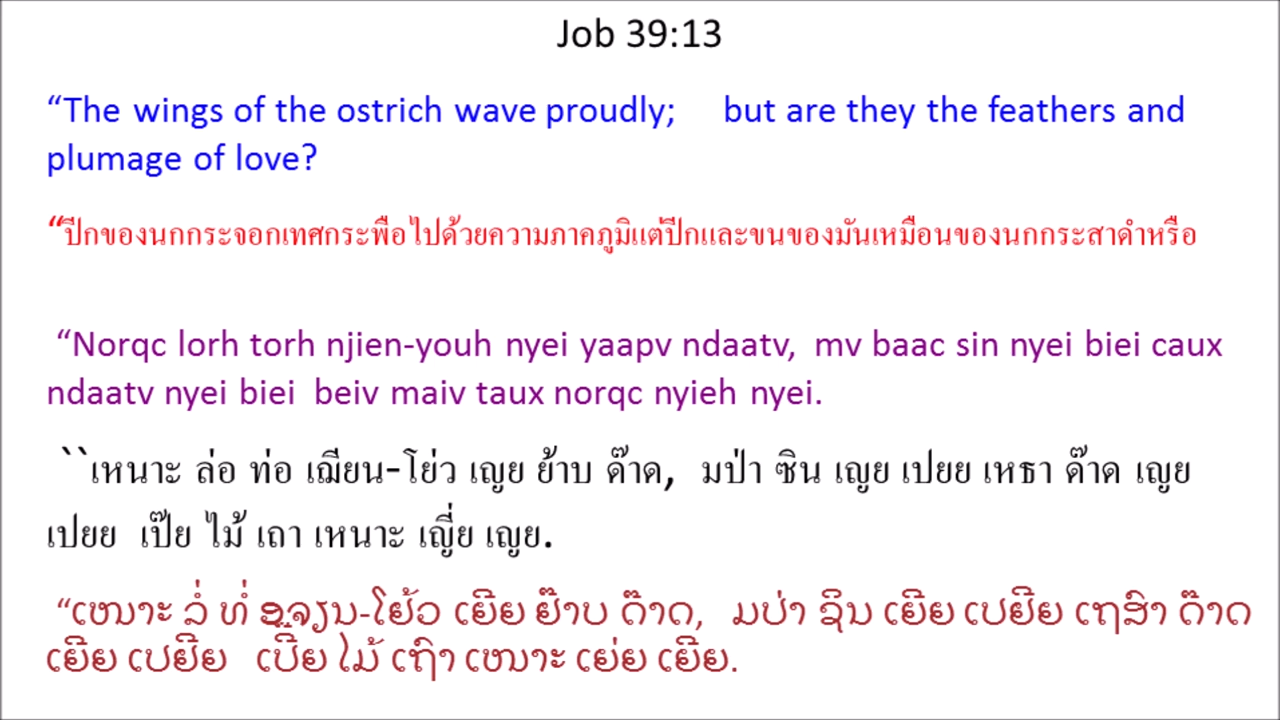 Job 39:13
“The wings of the ostrich wave proudly; but are they the feathers and
plumage of love?
“ปีกของนกกระจอกเทศกระพือไปด้วยความภาคภูมิแต่ปีกและขนของมันเหมือนของนกกระสาดำหรือ
“Norqc lorh torh njien-youh nyei yaapv ndaatv, mv baac sin nyei biei caux
ndaatv nyei biei beiv maiv taux norqc nyieh nyei.
``เหนาะ ล่อ ท่อ เฌียน-โย่ว เญย ย้าบ ด๊าด, มป่า ซิน เญย เปยย เหธา ด๊าด เญย
เปยย เป๊ย ไม้ เถา เหนาะ เญี่ย เญย.
“ເໜາະ ລໍ່ ທໍ່ ຈຽນ-ໂຢ້ວ ເຍີຍ ຢ໊າບ ດ໊າດ, ມປ່າ ຊິນ ເຍີຍ ເປຢີຍ ເຖສົາ ດ໊າດ
ເຍີຍ ເປຢີຍ ເປີ໊ຍ ໄມ້ ເຖົາ ເໜາະ ເຍ່ຍ ເຍີຍ.